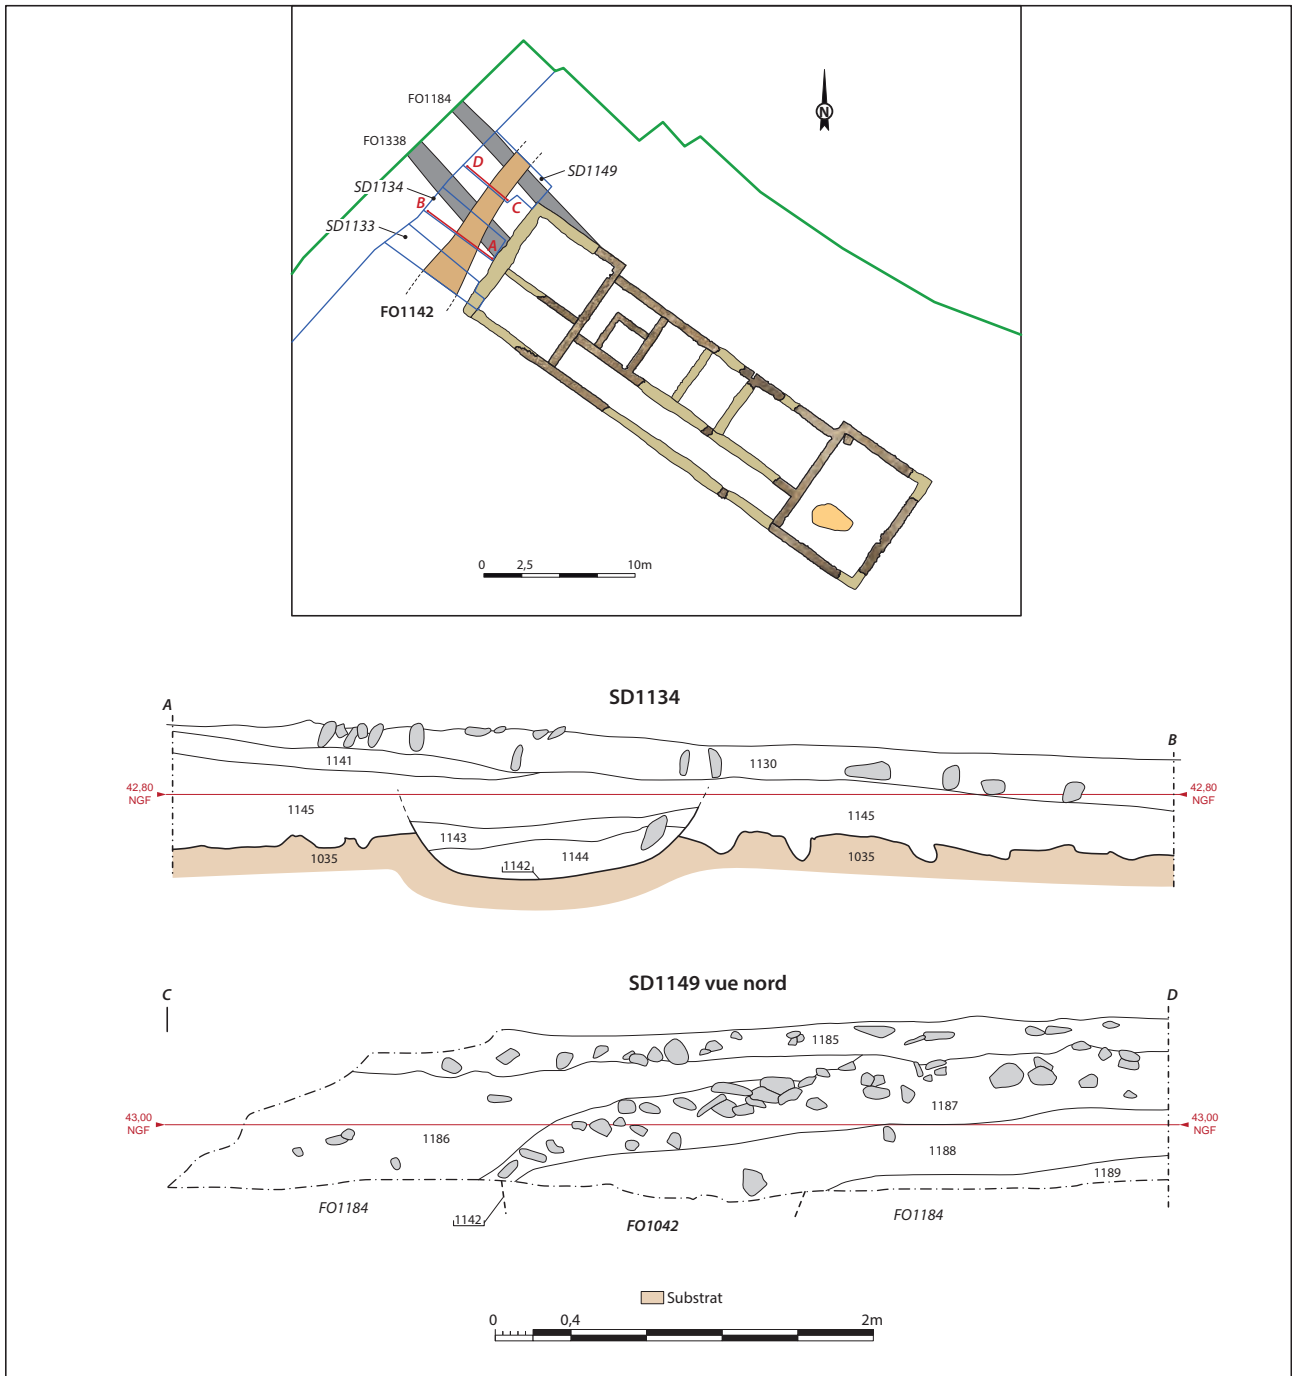 FO1184
N
FO1338
D
SD1149
SD1134
B
C
SD1133
A
FO1142
0 2,5 10m
SD1134
A
B
1141
1130
42,80
NGF
42,80
NGF
1145
1145
1143
1144
1035
1142
1035
SD1149 vue nord
C
D
1185
1187
43,00
NGF
43,00
NGF
1186
1188
1189
FO1184
1142
FO1042
FO1184
Substrat
0 0,4 2m